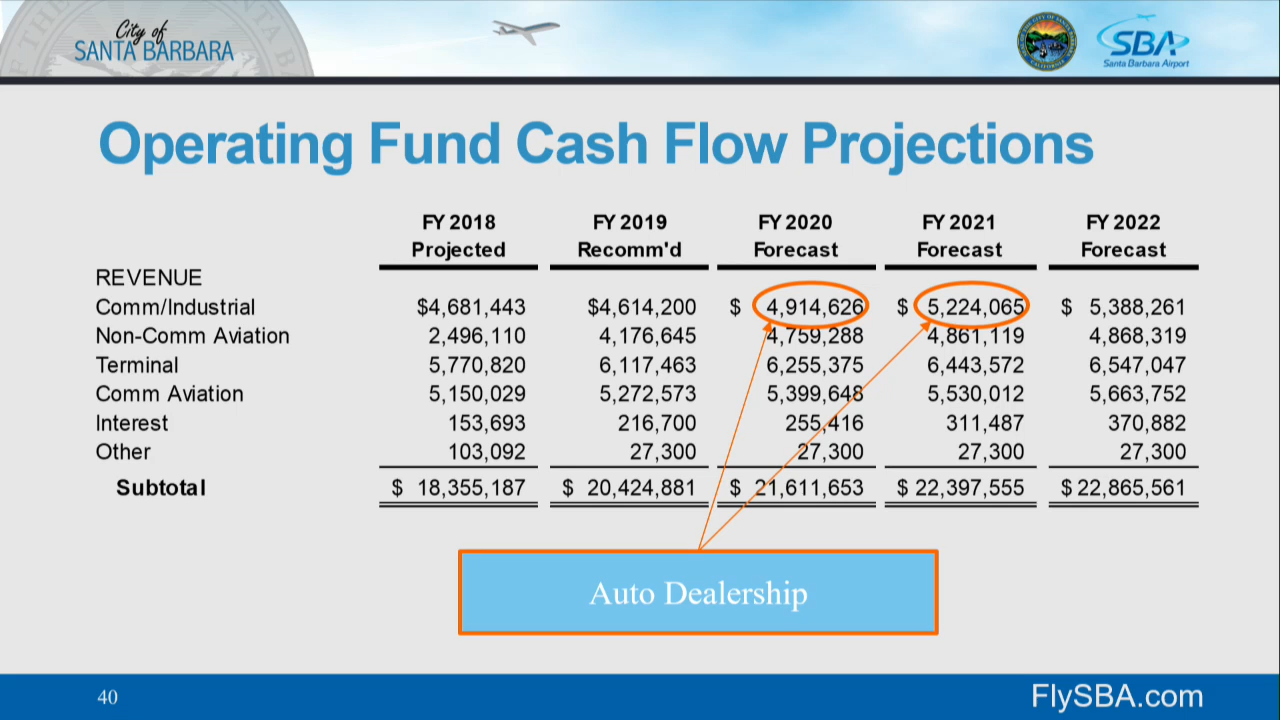 City of
SANTA BARBARA
SBA
Santa Barbara Airport
Operating Fund Cash Flow Projections
FY 2018 FY 2019 FY 2020 FY 2021 FY 2022
Projected Recomm'd Forecast Forecast Forecast
REVENUE
Comm/Industrial $4,681,443 $4,614,200 $ 4,914,626 $ 5,224,065 $ 5,388,261
Non-Comm Aviation 2,496,110 4,176,645 4,759,288 4,861,119 4,868,319
Terminal 5,770,820 6,117,463 6,255,375 6,443,572 6,547,047
Comm Aviation 5,150,029 5,272,573 5,399,648 5,530,012 5,663,752
Interest 153,693 216,700 255,416 311,487 370,882
Other 103,092 27,300 27,300 27,300 27,300
Subtotal $ 18,355,187 $ 20,424,881 $ 21,611,653 $ 22,397,555 $ 22,865,561
Auto Dealership
40
FlySBA.com